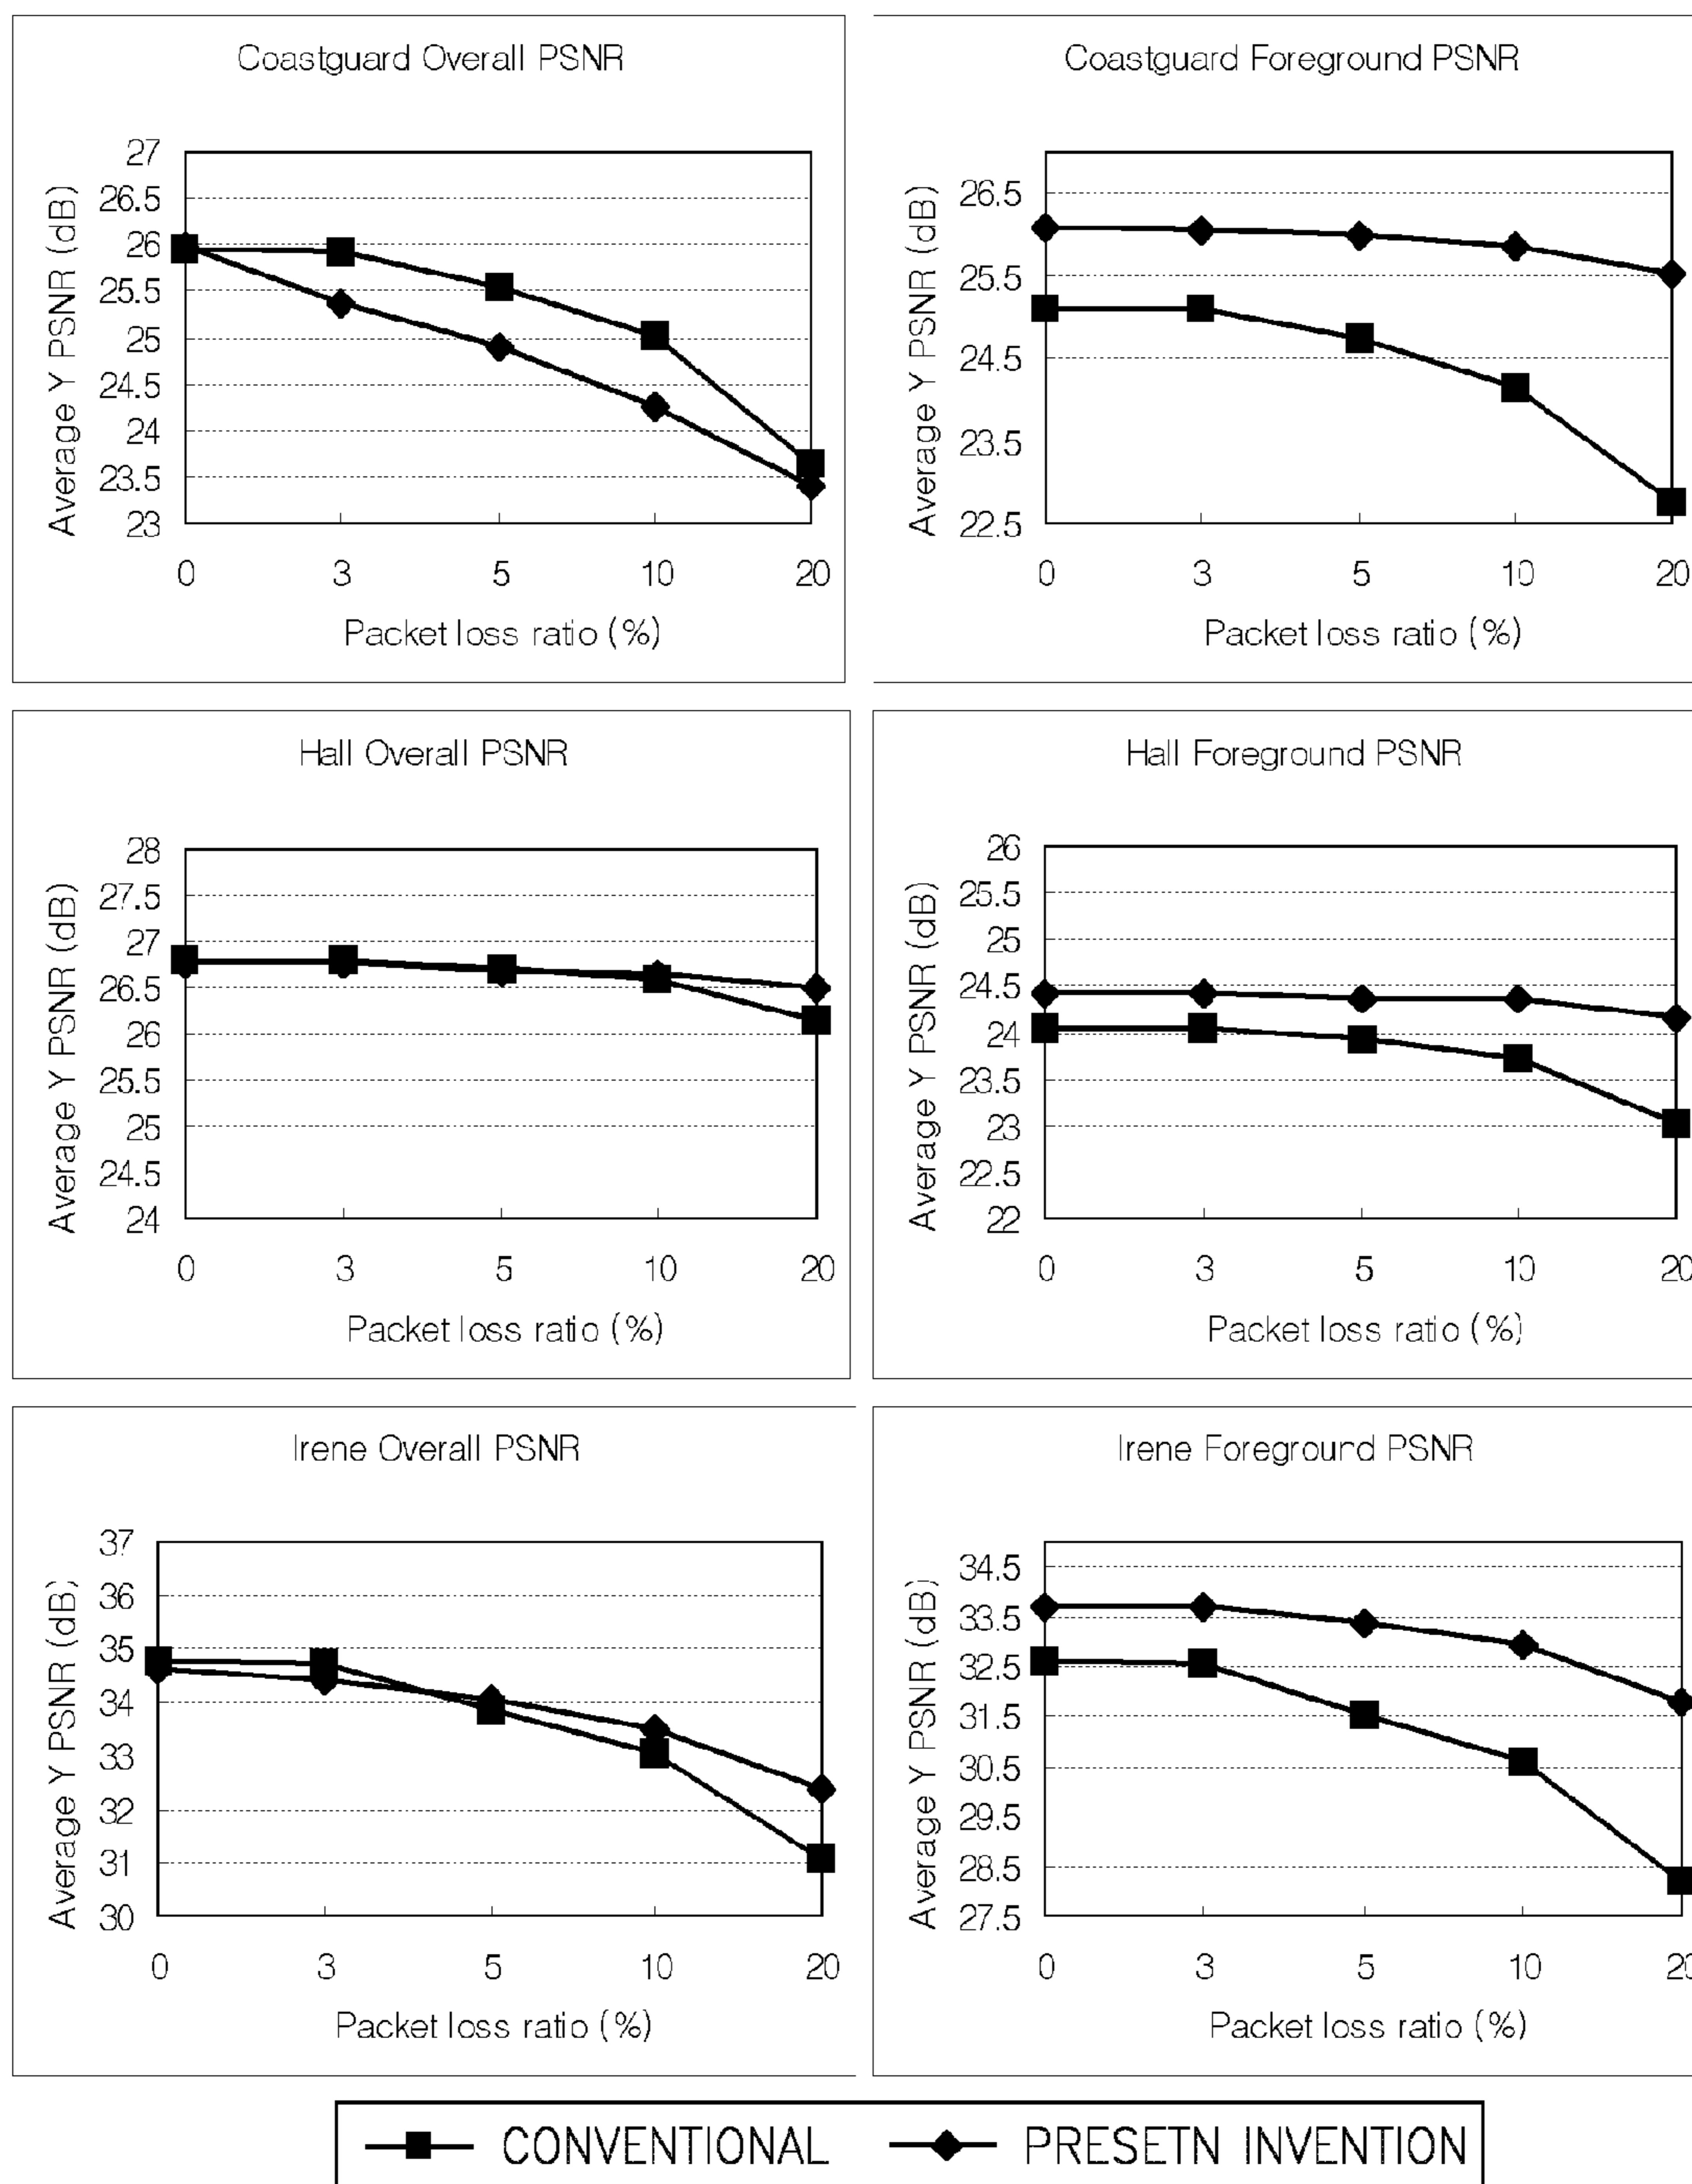 Coastguard Overall PSNR
Average Y PSNR (dB)
27
26.5
26
25.5
25
24.5
24
23.5
23
0 3 5 10 20
Packet loss ratio (%)
Coastguard Foreground PSNR
Average Y PSNR (dB)
26.5
25.5
24.5
23.5
22.5
0 3 5 10 20
Packet loss ratio (%)
Hall Overall PSNR
Average Y PSNR (dB)
28
27.5
27
26.5
26
25.5
25
24.5
24
0 3 5 10 20
Packet loss ratio (%)
Hall Foreground PSNR
Average Y PSNR (dB)
26
25.5
25
24.5
24
23.5
23
22.5
22
0 3 5 10 20
Packet loss ratio (%)
Irene Overall PSNR
Average Y PSNR (dB)
37
36
35
34
33
32
31
30
0 3 5 10 20
Packet loss ratio (%)
Irene Foreground PSNR
Average Y PSNR (dB)
34.5
33.5
32.5
31.5
30.5
29.5
28.5
27.5
0 3 5 10 20
Packet loss ratio (%)
CONVENTIONAL PRESETN INVENTION